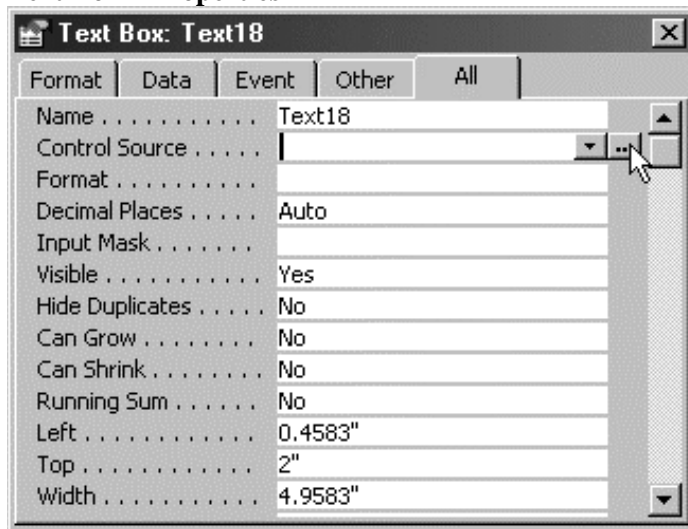 Text Box: Text18
Format Data Event Other All
Name . . . . . . . . . . . Text18
Control Source . . . . .
Format . . . . . . . . . .
Decimal Places . . . . . Auto
Input Mask . . . . . . .
Visible . . . . . . . . . . . Yes
Hide Duplicates . . . . . No
Can Grow . . . . . . . . No
Can Shrink . . . . . . . . No
Running Sum . . . . . . No
Left . . . . . . . . . . . . 0.4583"
Top . . . . . . . . . . . . 2"
Width . . . . . . . . . . 4.9583"